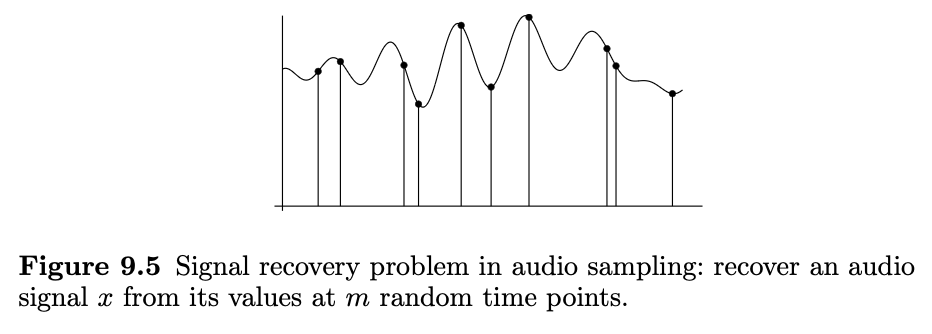 Figure 9.5 Signal recovery problem in audio sampling: recover an audio
signal x from its values at m random time points.